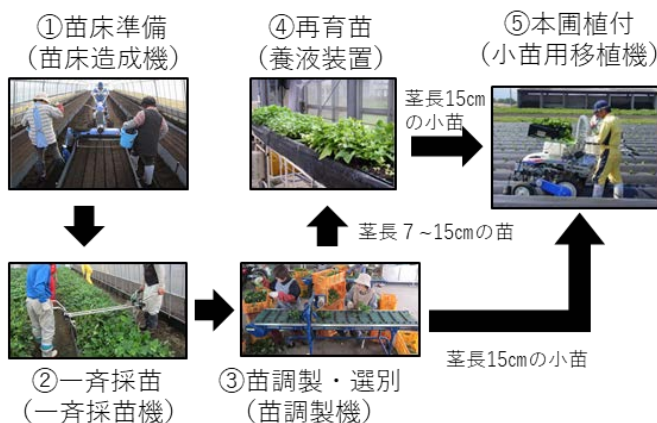 ①苗床準備
（苗床造成機）
④再育苗
（養液装置）
⑤本圃植付
（小苗用移植機）
茎長15cm
の小苗
茎長７~15cmの苗
茎長15cmの小苗
②一斉採苗
（一斉採苗機）
③苗調製・選別
（苗調製機）